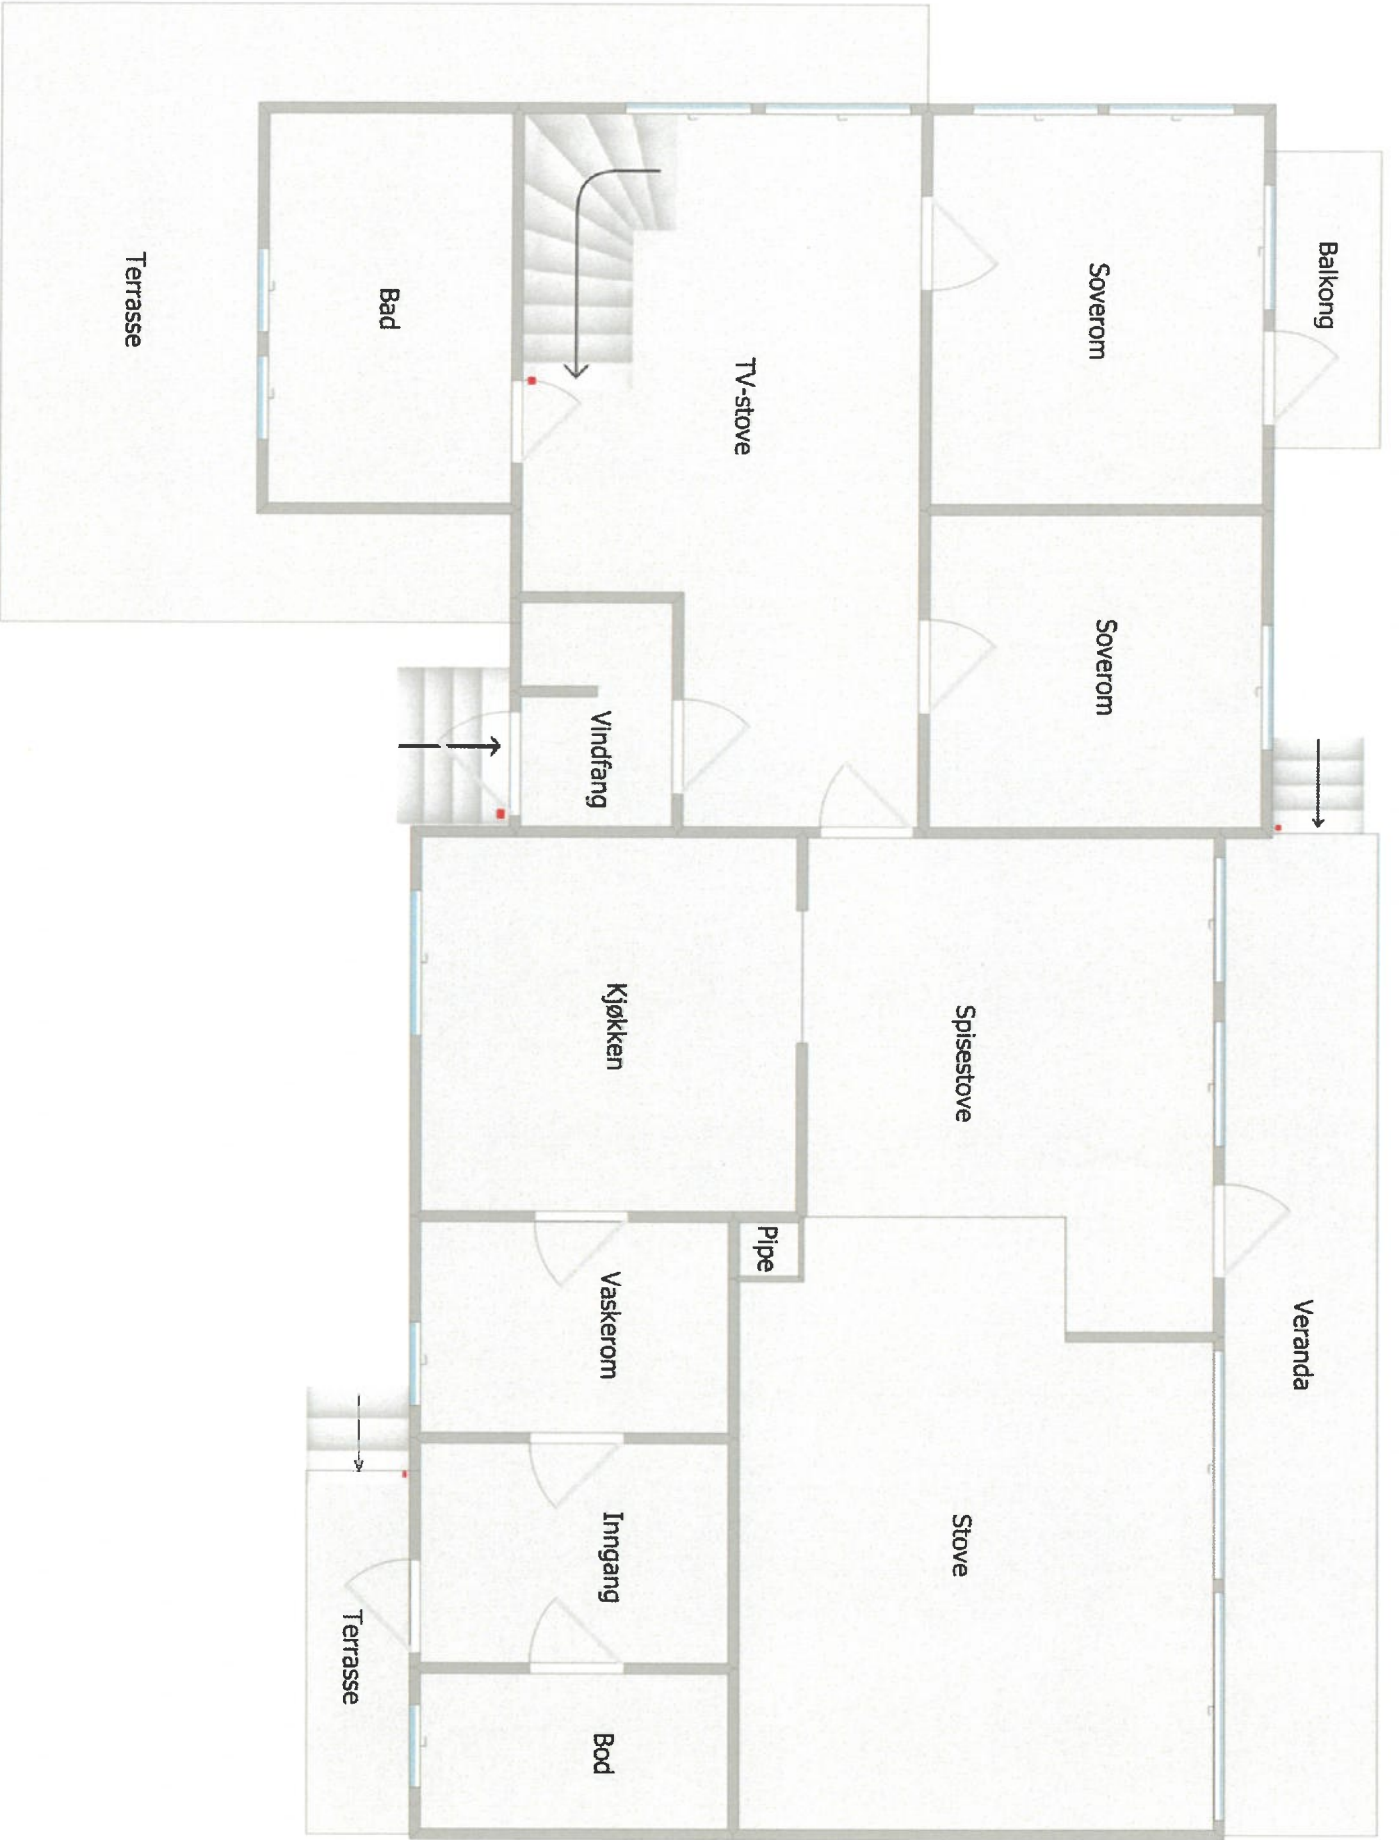 Balkong
Soverom
Soverom
Veranda
TV-stove
Spisestove
Stove
Pipe
Vindfang
Kjøkken
Vaskerom
Inngang
Bod
Bad
Terrasse
Terrasse